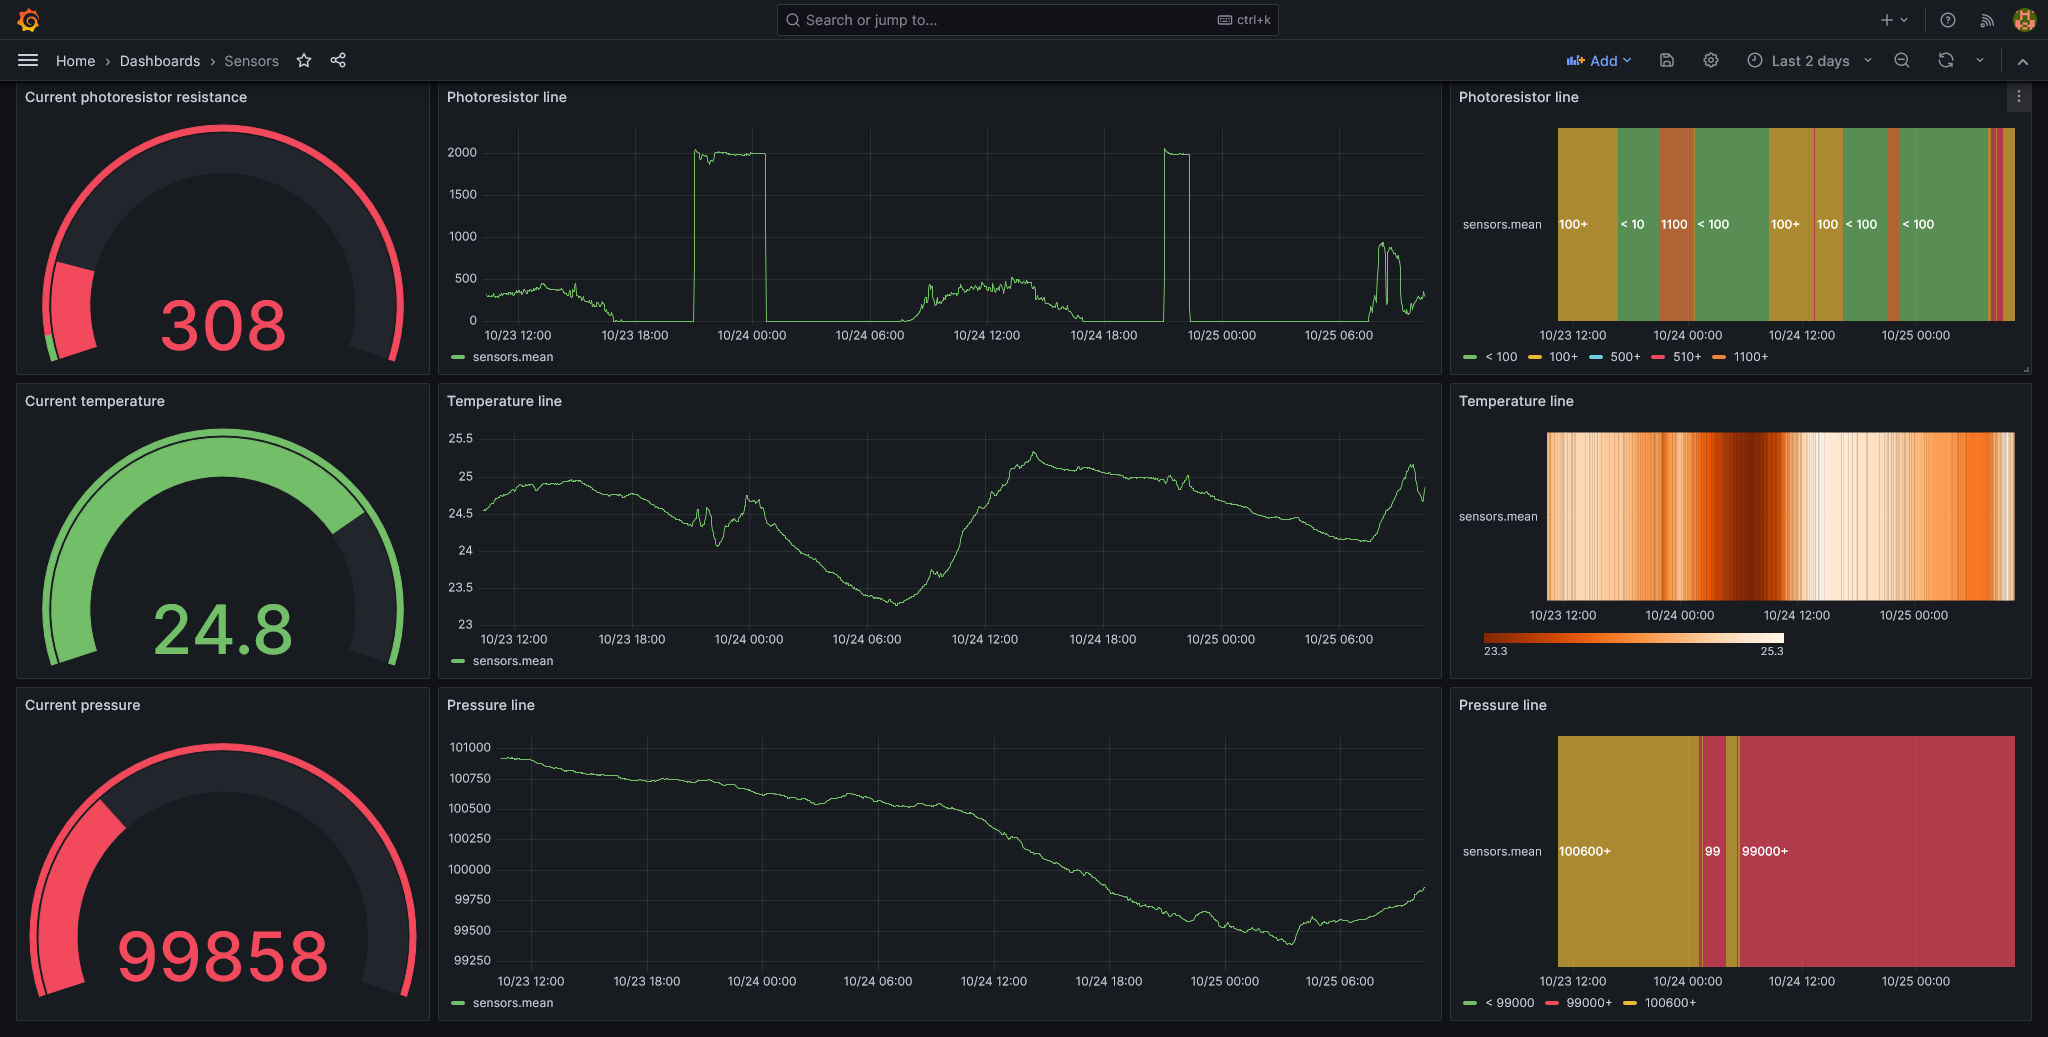 Search or jump to...
ctrl+k
Home › Dashboards › Sensors
Add
Last 2 days
Current photoresistor resistance
308
Photoresistor line
2000
1500
1000
500
0
10/23 12:00 10/23 18:00 10/24 00:00 10/24 06:00 10/24 12:00 10/24 18:00 10/25 00:00 10/25 06:00
sensors.mean
Photoresistor line
sensors.mean
100+ < 10 1100 < 100 100+ 100 < 100 < 100
10/23 12:00 10/24 00:00 10/24 12:00 10/25 00:00
< 100 100+ 500+ 510+ 1100+
Current temperature
24.8
Temperature line
25.5
25
24.5
24
23.5
23
10/23 12:00 10/23 18:00 10/24 00:00 10/24 06:00 10/24 12:00 10/24 18:00 10/25 00:00 10/25 06:00
sensors.mean
Temperature line
sensors.mean
10/23 12:00 10/24 00:00 10/24 12:00 10/25 00:00
23.3 25.3
Current pressure
99858
Pressure line
101000
100750
100500
100250
100000
99750
99500
99250
10/23 12:00 10/23 18:00 10/24 00:00 10/24 06:00 10/24 12:00 10/24 18:00 10/25 00:00 10/25 06:00
sensors.mean
Pressure line
sensors.mean
100600+ 99 99000+
10/23 12:00 10/24 00:00 10/24 12:00 10/25 00:00
< 99000 99000+ 100600+